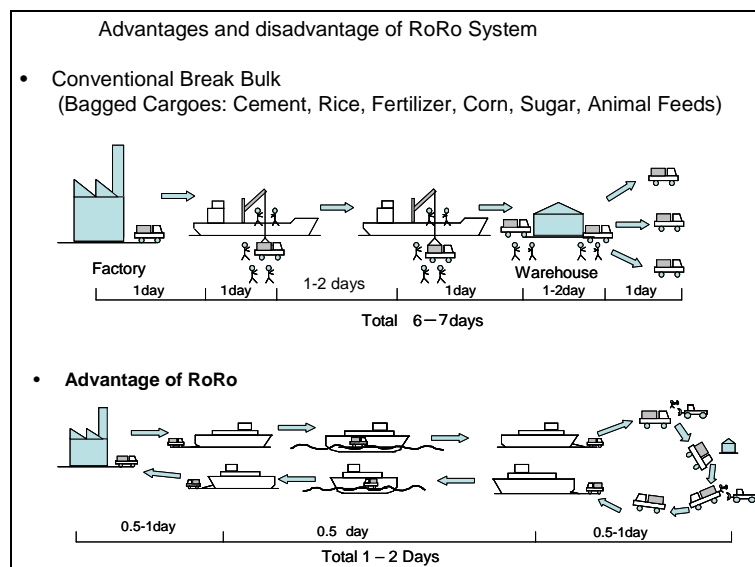 Advantages and disadvantage of RoRo System
• Conventional Break Bulk
(Bagged Cargoes: Cement, Rice, Fertilizer, Corn, Sugar, Animal Feeds)
Factory
Warehouse
1day 1day 1-2 days 1day 1-2day 1day
Total 6－7days
• Advantage of RoRo
0.5-1day 0.5 day 0.5-1day
Total 1 – 2 Days